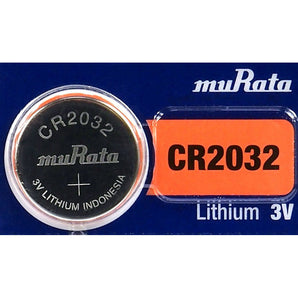 muRata
CR2032
Lithium 3V
CR2032
muRata
+
3V LITHIUM INDONESIA